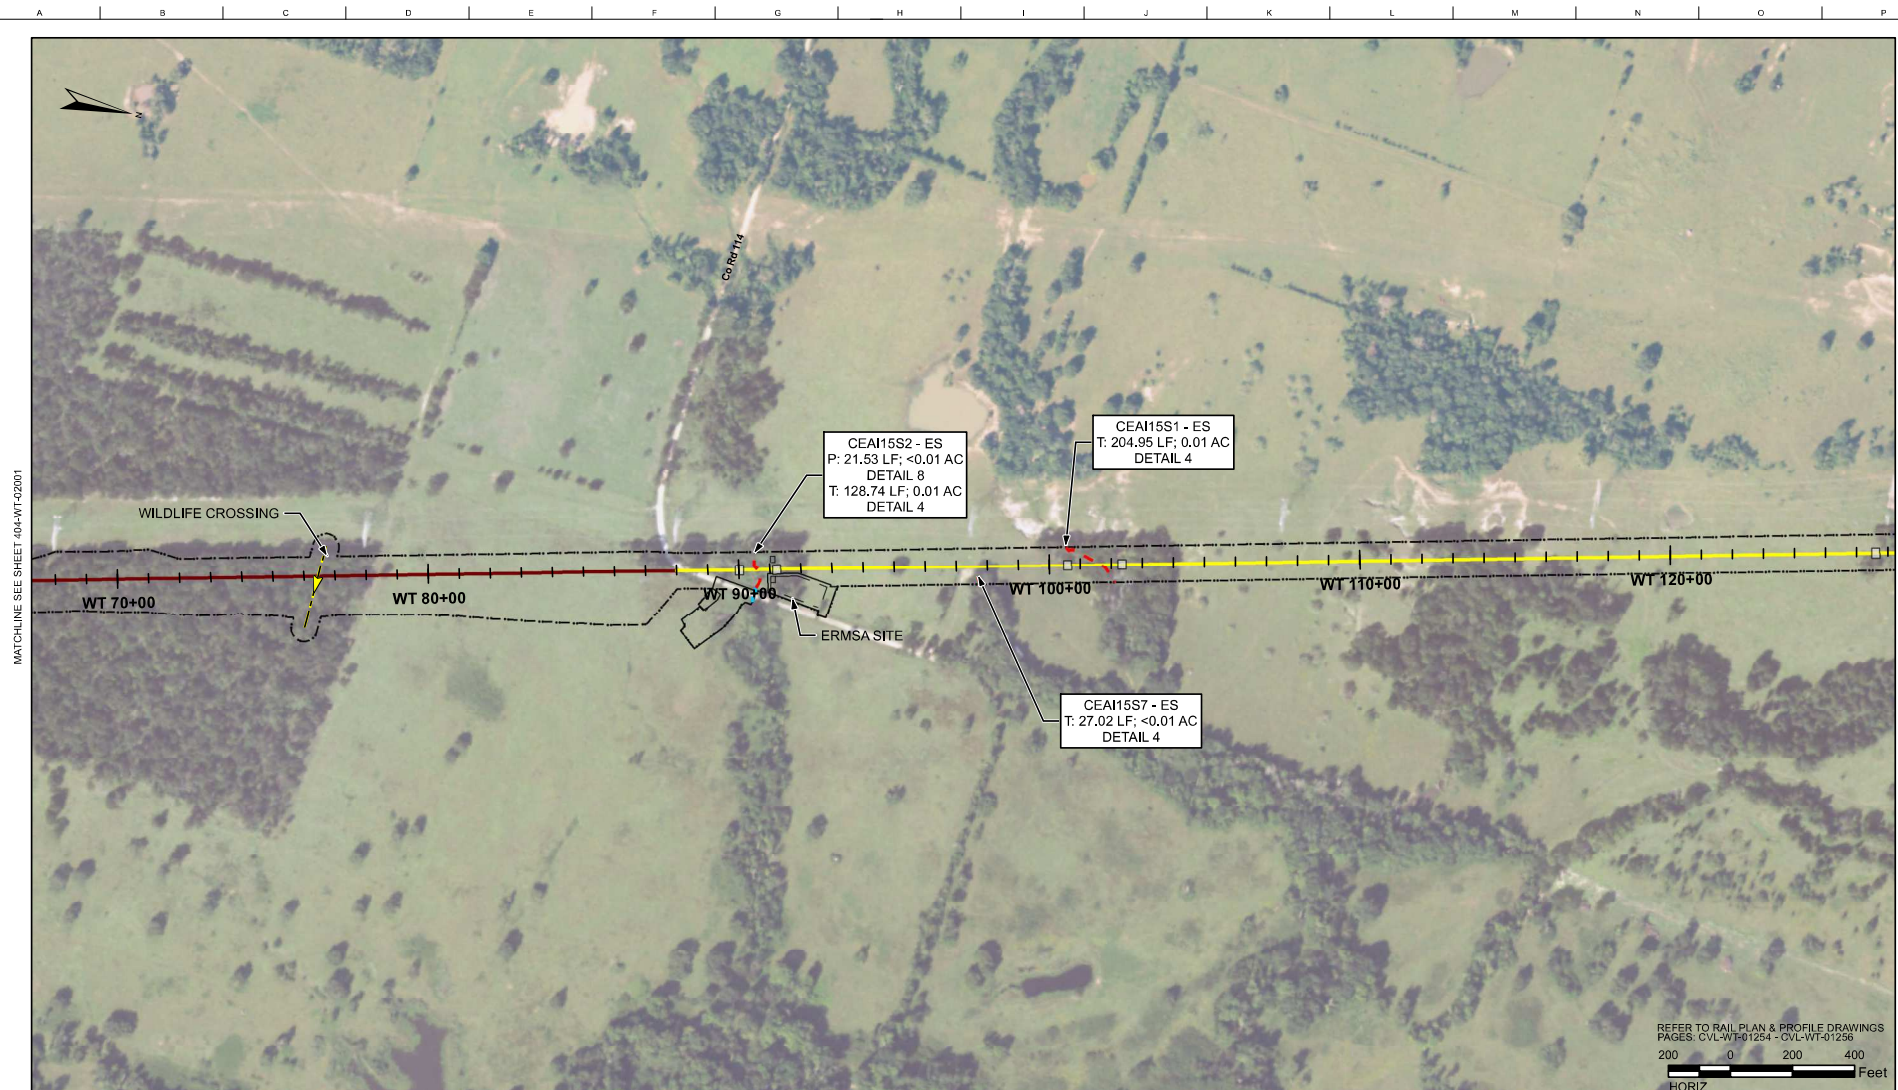 A B C D E F G H I J K L M N O P
N
Co Rd 114
CEAI15S2 - ES
P: 21.53 LF; <0.01 AC
DETAIL 8
T: 128.74 LF; 0.01 AC
DETAIL 4
CEAI15S1 - ES
T: 204.95 LF; 0.01 AC
DETAIL 4
MATCHLINE SEE SHEET 404-WT-02001
WILDLIFE CROSSING
WT 70+00
WT 80+00
WT 90+00
WT 100+00
WT 110+00
WT 120+00
ERMSA SITE
CEAI15S7 - ES
T: 27.02 LF; <0.01 AC
DETAIL 4
REFER TO RAIL PLAN & PROFILE DRAWINGS
PAGES: CVL-WT-01254 - CVL-WT-01256
200 0 200 400
Feet
HORIZ